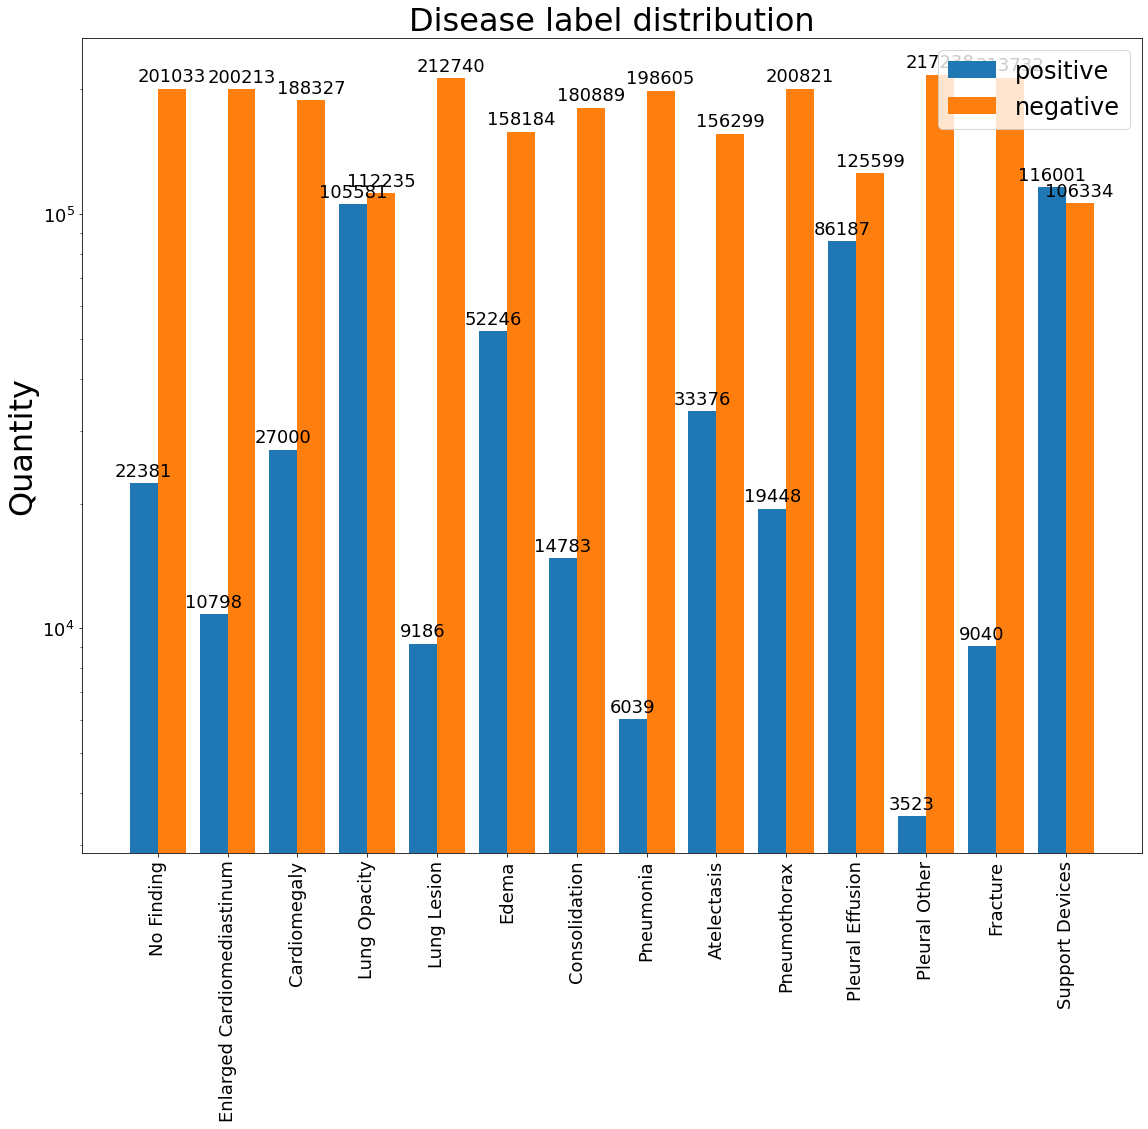 Disease label distribution
positive
negative
Quantity
10^5
10^4
22381
201033
10798
200213
27000
188327
105581
112235
9186
212740
52246
158184
14783
180889
6039
198605
33376
156299
19448
200821
86187
125599
3523
217238
9040
213732
116001
106334
No Finding
Enlarged Cardiomediastinum
Cardiomegaly
Lung Opacity
Lung Lesion
Edema
Consolidation
Pneumonia
Atelectasis
Pneumothorax
Pleural Effusion
Pleural Other
Fracture
Support Devices